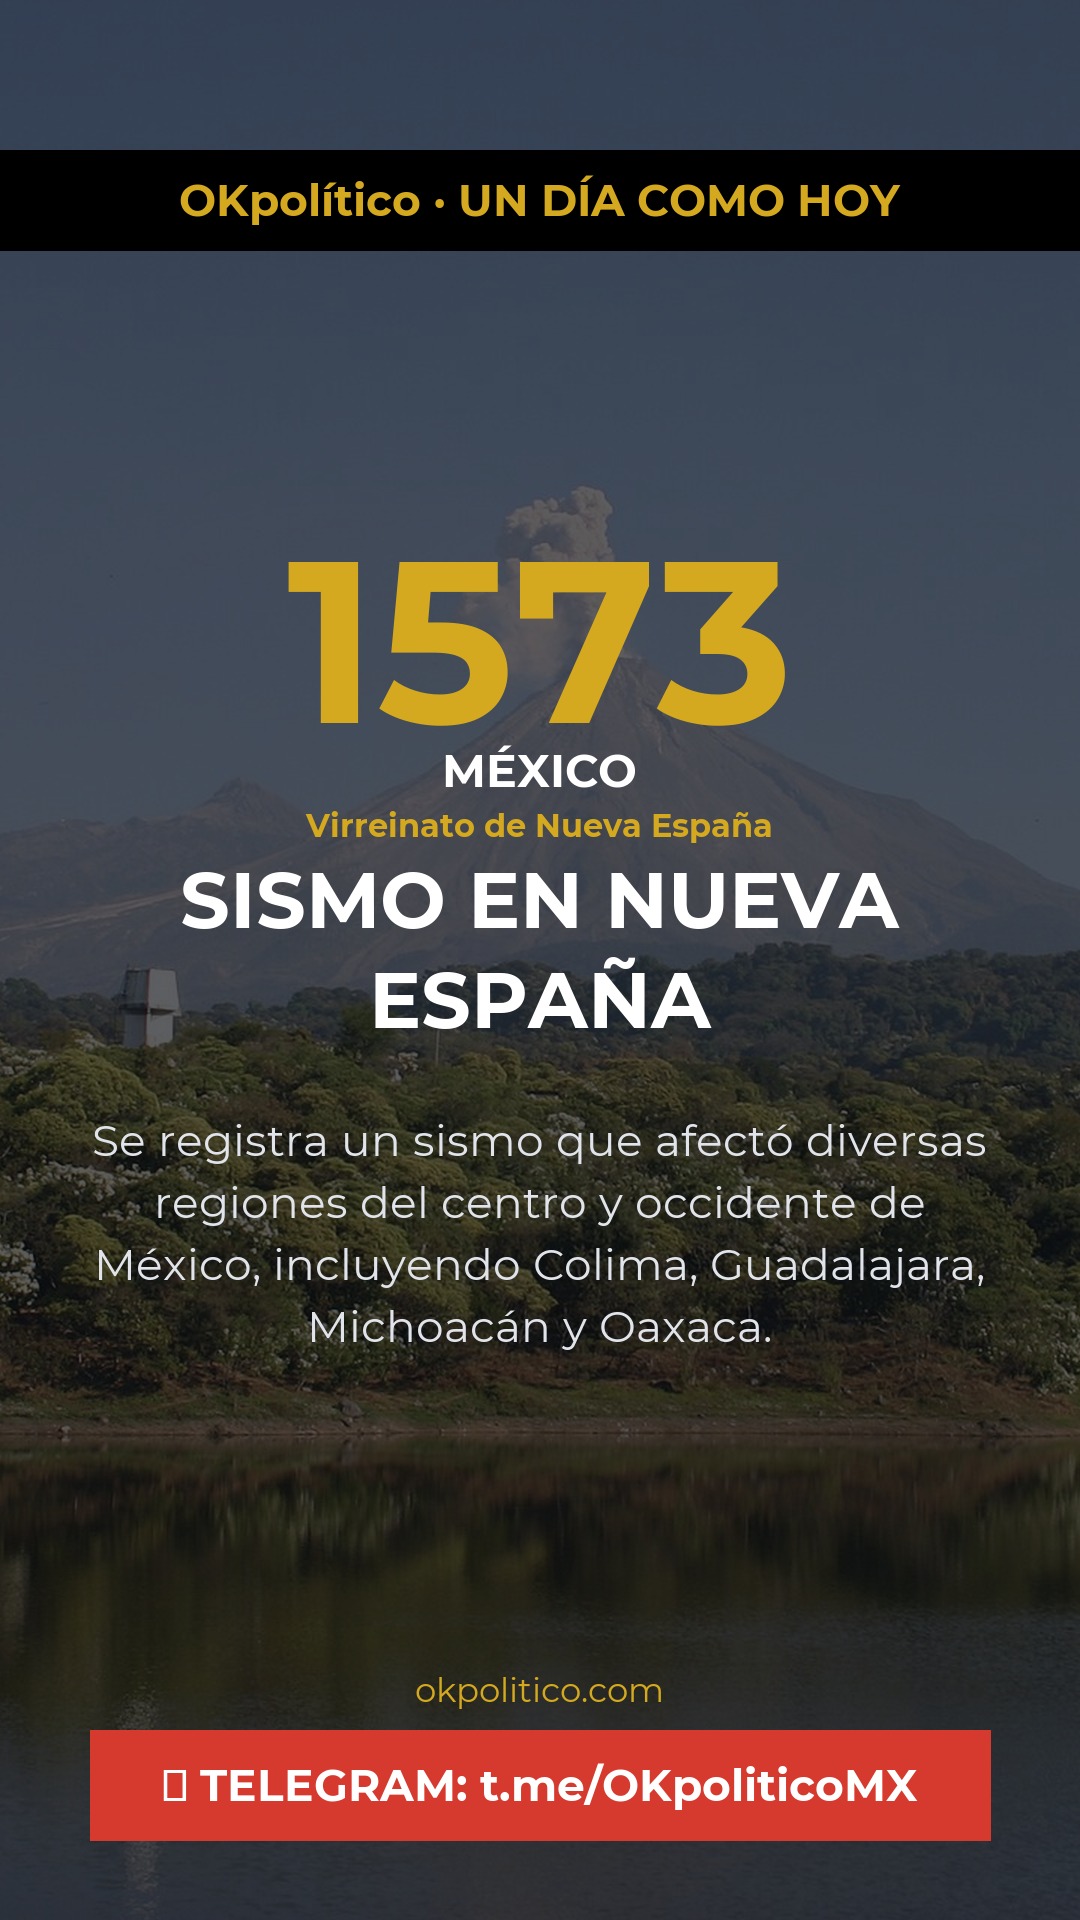 OKpolítico · UN DÍA COMO HOY
1573
MÉXICO
Virreinato de Nueva España
SISMO EN NUEVA
ESPAÑA
Se registra un sismo que afectó diversas
regiones del centro y occidente de
México, incluyendo Colima, Guadalajara,
Michoacán y Oaxaca.
okpolitico.com
TELEGRAM: t.me/OKpoliticoMX